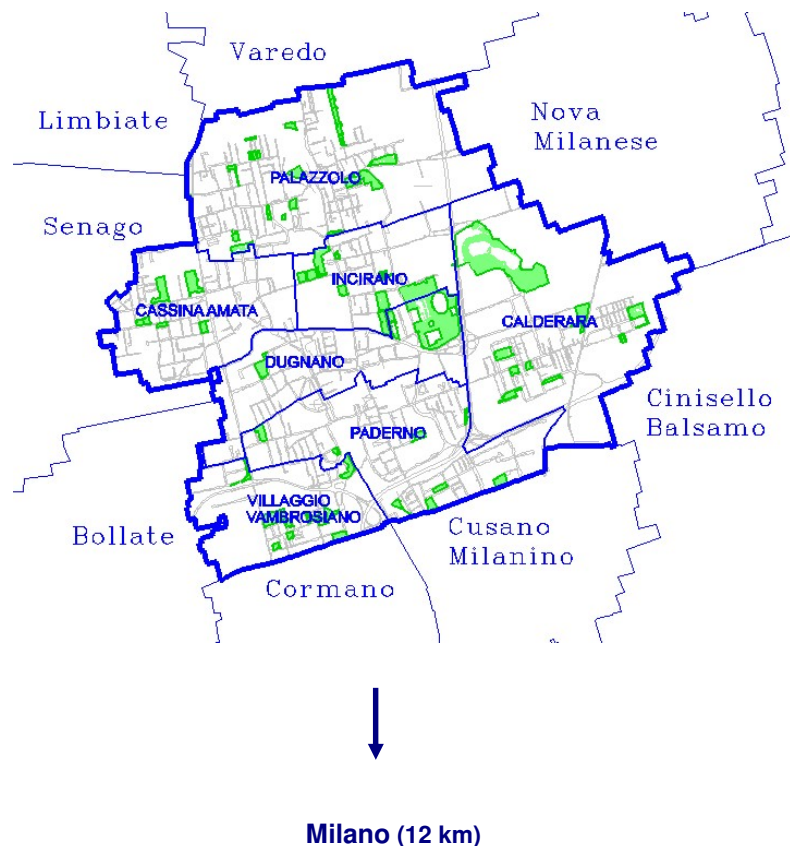 Varedo
Limbiate
Nova
Milanese
PALAZZOLO
Senago
INCIRANO
CASSINA AMATA
CALDERARA
DUGNANO
Cinisello
Balsamo
PADERNO
VILLAGGIO
VAMBROSIANO
Bollate
Cusano
Milanino
Cormano
Milano (12 km)